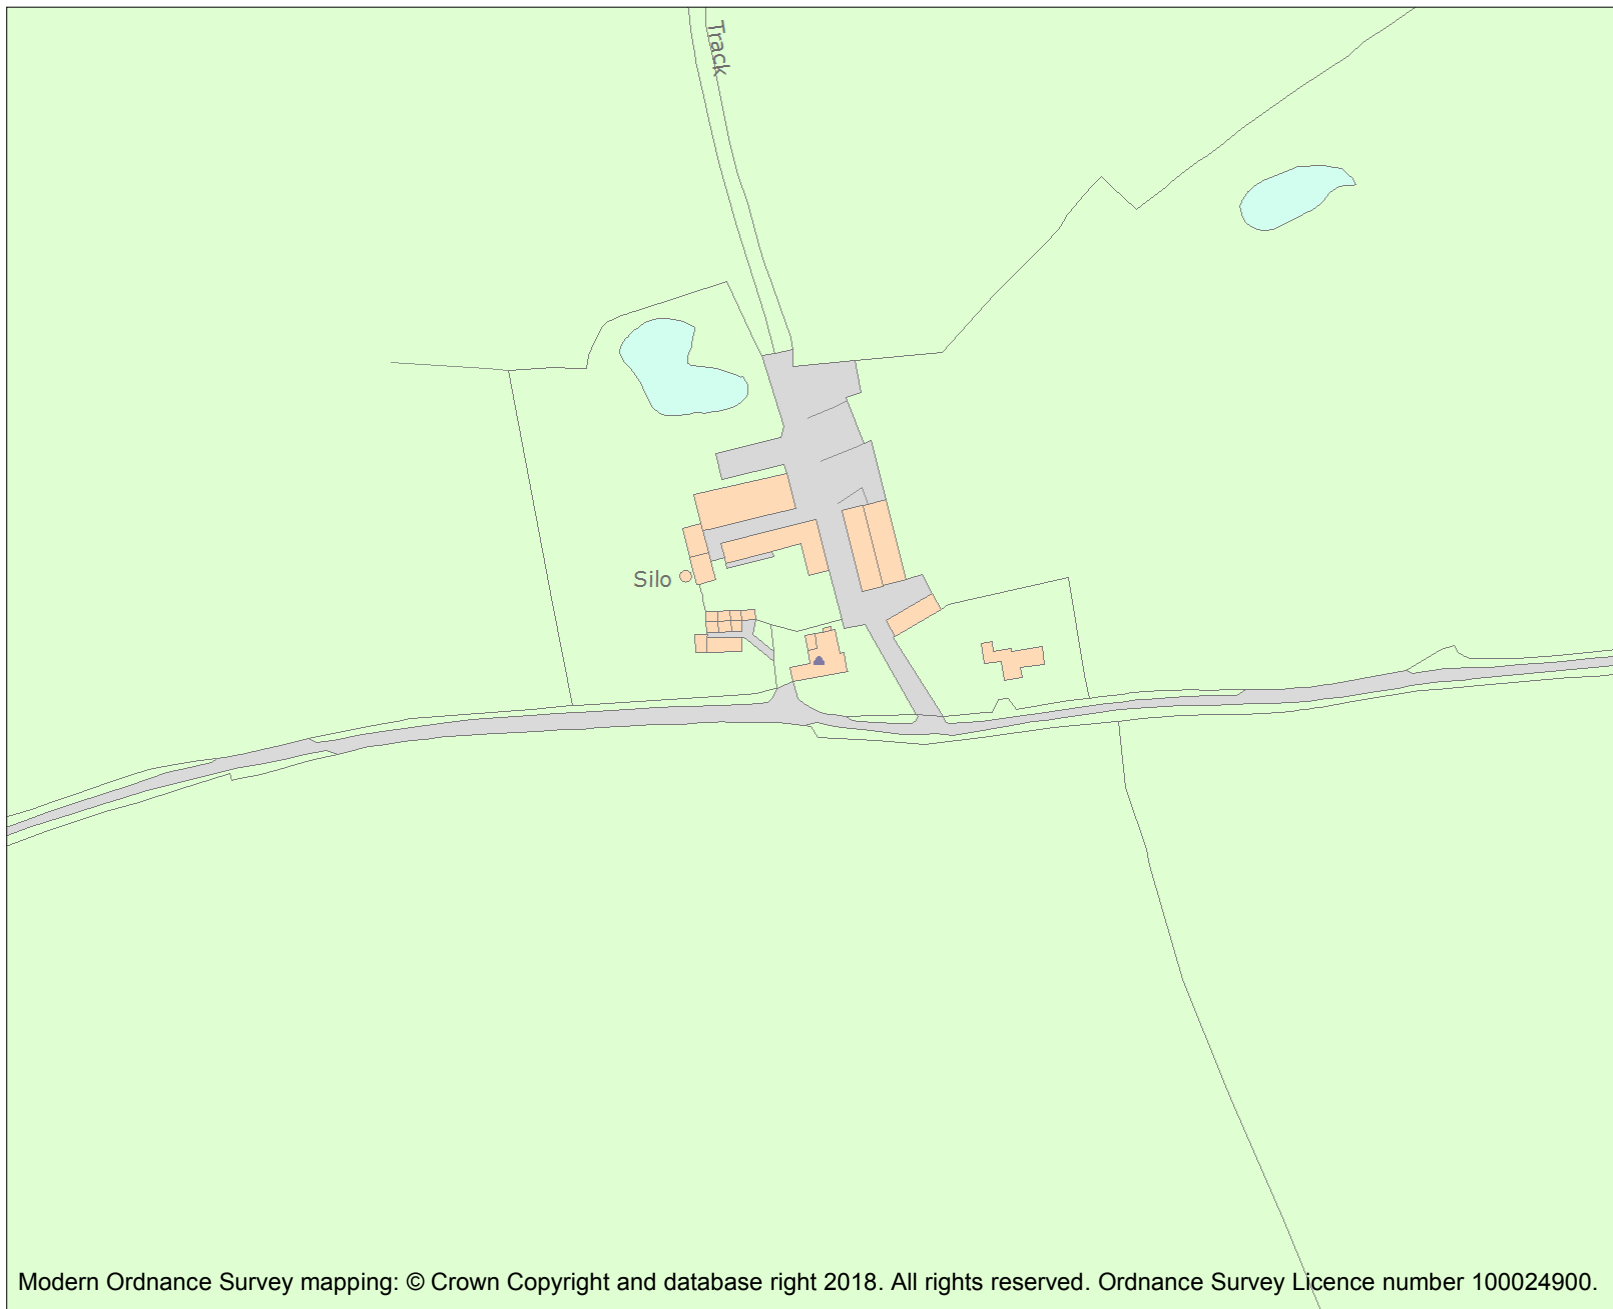 Track
Silo
Modern Ordnance Survey mapping: © Crown Copyright and database right 2018. All rights reserved. Ordnance Survey Licence number 100024900.